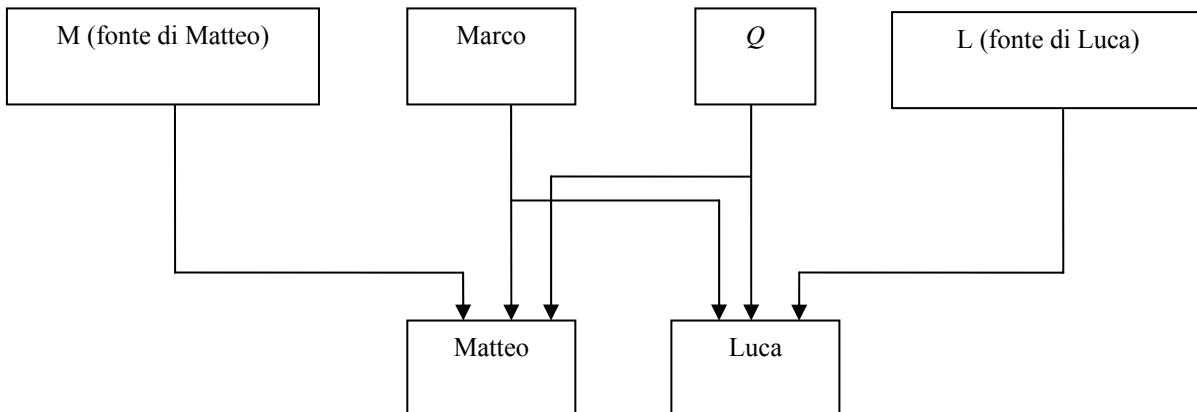 M (fonte di Matteo)
Marco
Q
L (fonte di Luca)
Matteo
Luca